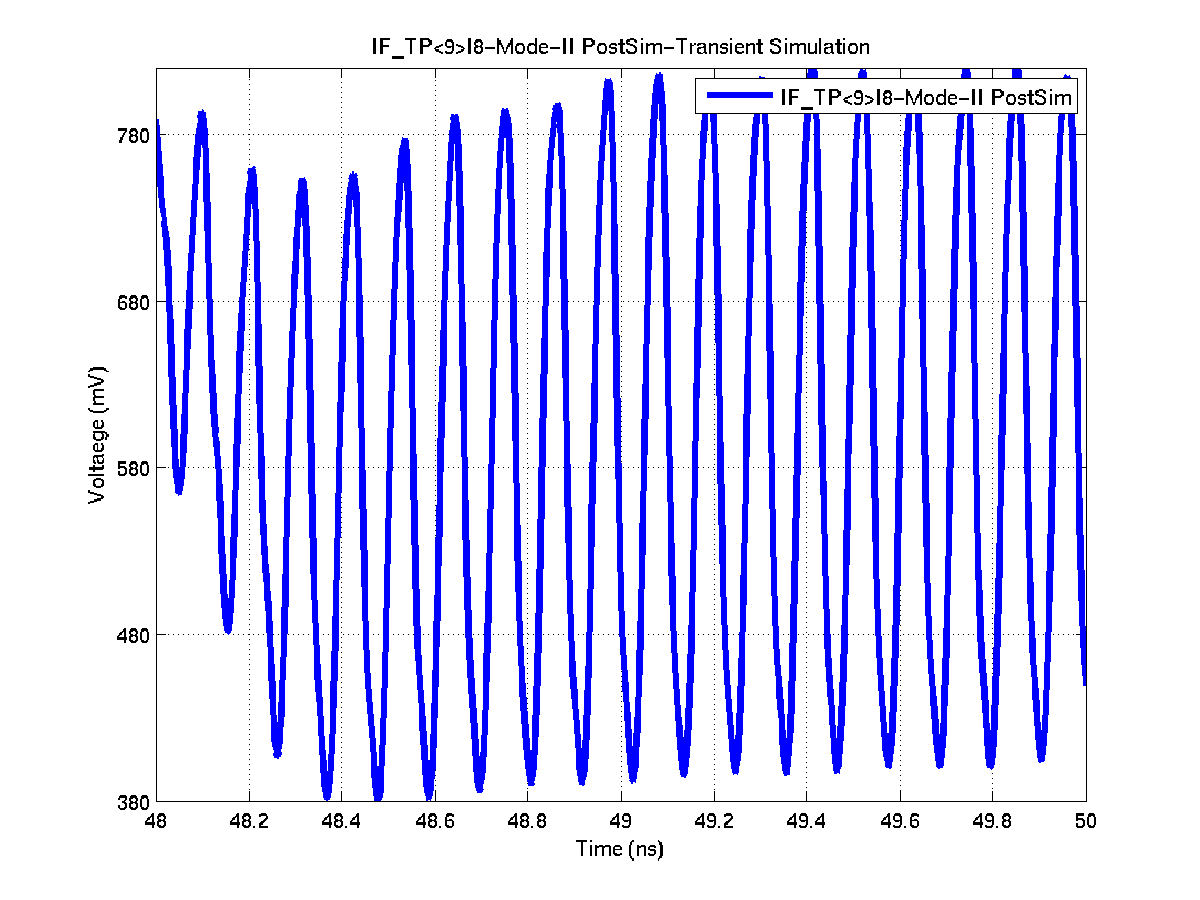 IF_TP<9>I8-Mode-II PostSim-Transient Simulation
IF_TP<9>I8-Mode-II PostSim
780
680
580
480
380
Voltaege (mV)
48 48.2 48.4 48.6 48.8 49 49.2 49.4 49.6 49.8 50
Time (ns)